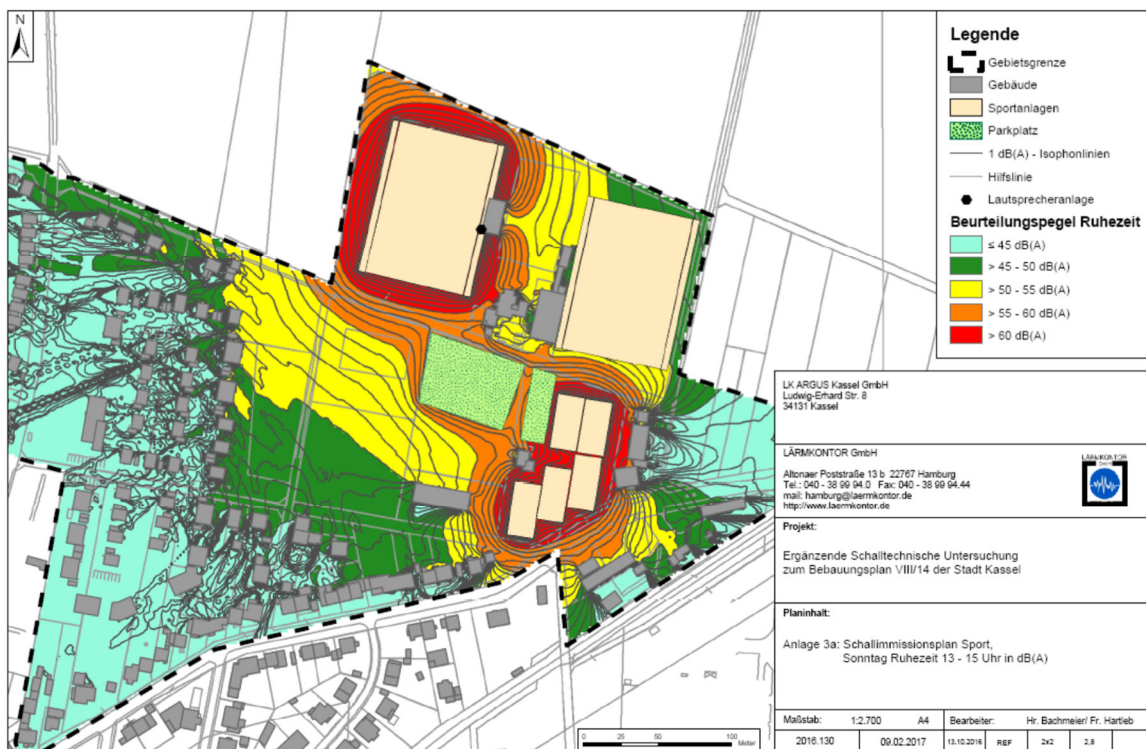 N
Legende
Gebietsgrenze
Gebäude
Sportanlagen
Parkplatz
1 dB(A) - Isophonlinien
Hilfslinie
Lautsprecheranlage
Beurteilungspegel Ruhezeit
≤ 45 dB(A)
> 45 - 50 dB(A)
> 50 - 55 dB(A)
> 55 - 60 dB(A)
> 60 dB(A)
LK ARGUS Kassel GmbH
Ludwig-Erhard Str. 8
34131 Kassel
LÄRMKONTOR GmbH
Altonaer Poststraße 13 b 22767 Hamburg
Tel.: 040 - 38 99 94.0 Fax: 040 - 38 99 94.44
mail: hamburg@laermkontor.de
http://www.laermkontor.de
LÄRMKONTOR
Projekt:
Ergänzende Schalltechnische Untersuchung
zum Bebauungsplan VIII/14 der Stadt Kassel
Planinhalt:
Anlage 3a: Schallimmissionsplan Sport,
Sonntag Ruhezeit 13 - 15 Uhr in dB(A)
Maßstab: 1:2.700 A4 Bearbeiter: Hr. Bachmeier/ Fr. Hartleb
2016.130 09.02.2017 13.10.2016 REF 2x2 2,8
0 25 50 100
Meter